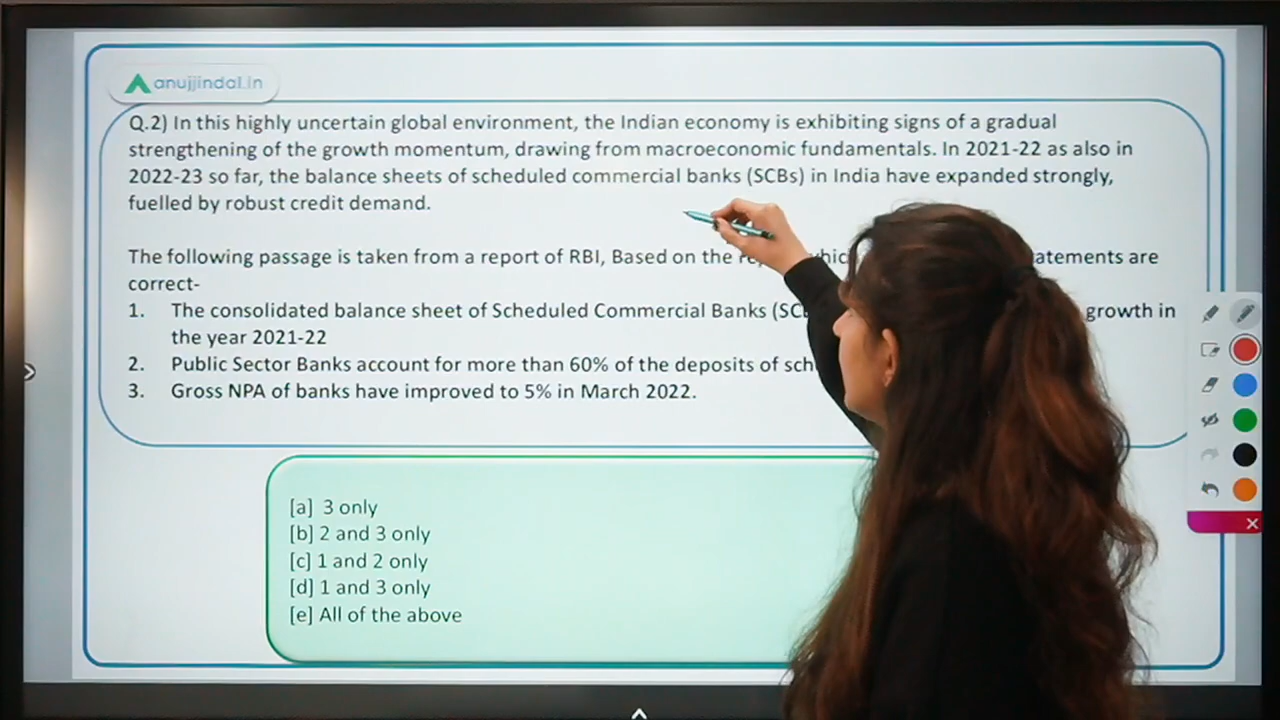 anujjindal.in
Q.2) In this highly uncertain global environment, the Indian economy is exhibiting signs of a gradual
strengthening of the growth momentum, drawing from macroeconomic fundamentals. In 2021-22 as also in
2022-23 so far, the balance sheets of scheduled commercial banks (SCBs) in India have expanded strongly,
fuelled by robust credit demand.
The following passage is taken from a report of RBI, Based on the atements are
correct-
1. The consolidated balance sheet of Scheduled Commercial Banks growth in
the year 2021-22
2. Public Sector Banks account for more than 60% of the deposits of
3. Gross NPA of banks have improved to 5% in March 2022.
[a] 3 only
[b] 2 and 3 only
[c] 1 and 2 only
[d] 1 and 3 only
[e] All of the above